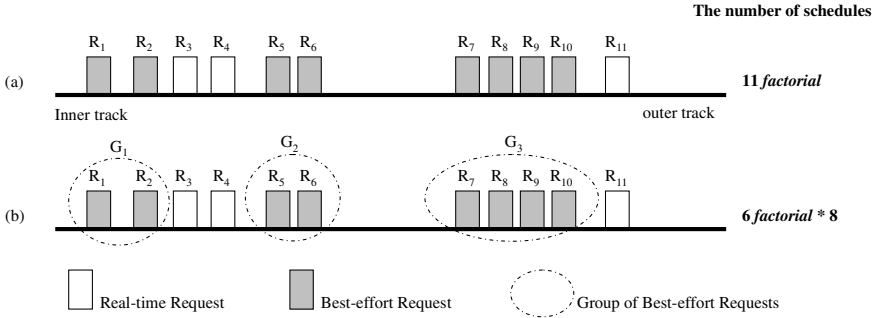 The number of schedules
R1 R2 R3 R4 R5 R6 R7 R8 R9 R10 R11
(a) 11 factorial
Inner track outer track
G1 G2 G3
R1 R2 R3 R4 R5 R6 R7 R8 R9 R10 R11
(b) 6 factorial * 8
Real-time Request Best-effort Request Group of Best-effort Requests